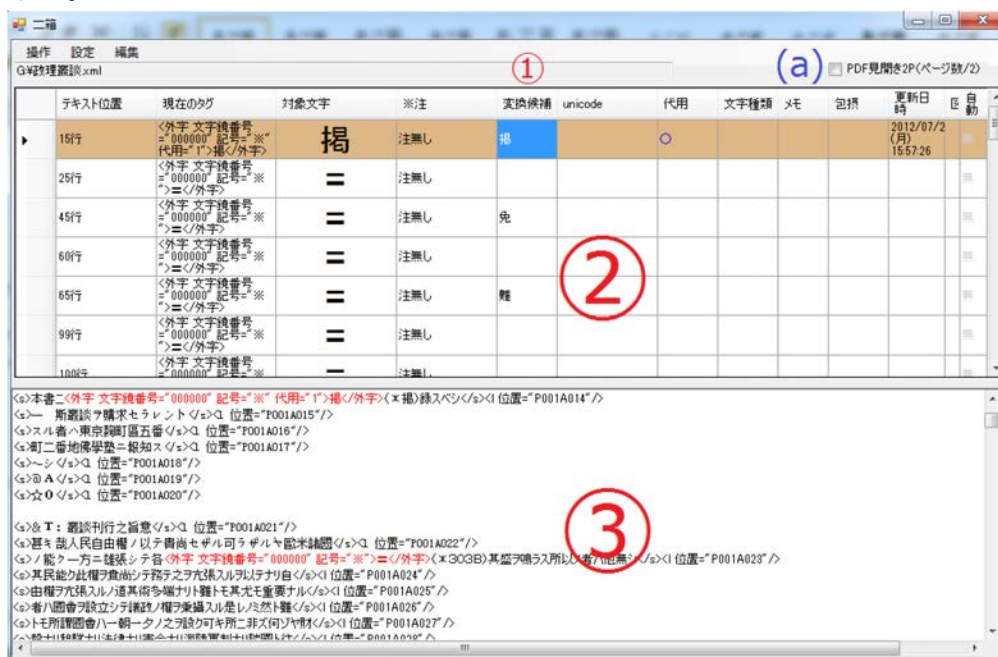 二箱
操作 設定 編集
G:¥政理叢談.xml
①
(a) PDF見開き2P(ページ数/2)
テキスト位置 現在のタグ 対象文字 ※注 変換候補 unicode 代用 文字種類 メモ 包摂 更新日時 区 自動
15行 <外字 文字鏡番号="000000" 記号="※" 代用="1">掲</外字> 掲 注無し 掲 ○ 2012/07/2 (月) 15:57:26
25行 <外字 文字鏡番号="000000" 記号="※">〓</外字> 〓 注無し
45行 <外字 文字鏡番号="000000" 記号="※">〓</外字> 〓 注無し 免
60行 <外字 文字鏡番号="000000" 記号="※">〓</外字> 〓 注無し
②
65行 <外字 文字鏡番号="000000" 記号="※">〓</外字> 〓 注無し 難
99行 <外字 文字鏡番号="000000" 記号="※">〓</外字> 〓 注無し
100行 <外字 文字鏡番号="000000" 記号="※ 注無し
<s>本書ニ<外字 文字鏡番号="000000" 記号="※" 代用="1">掲</外字>(※掲)錄スベシ</s><l 位置="P001A014"/>
<s>一 斯叢談ヲ購求セラレント</s><l 位置="P001A015"/>
<s>スル者ハ東京麹町區五番</s><l 位置="P001A016"/>
<s>町二番地佛學塾ニ報知ス</s><l 位置="P001A017"/>
<s>~シ</s><l 位置="P001A018"/>
<s>@A</s><l 位置="P001A019"/>
<s>☆0</s><l 位置="P001A020"/>
<s>&T: 叢談刊行之旨意</s><l 位置="P001A021"/>
<s>甚キ哉人民自由權ノ以テ貴尚セザル可ラザルヤ歐米諸國</s><l 位置="P001A022"/>
<s>ノ能ク一方ニ雄張シテ各<外字 文字鏡番号="000000" 記号="※">〓</外字>(※303B)其盛ヲ鳴ラス所以ノ者ハ他無シ</s><l 位置="P001A023"/>
③
<s>其民能ク此權ヲ貴尚シテ務テ之ヲ亢張スルヲ以テナリ自</s><l 位置="P001A024"/>
<s>由權ヲ亢張スルノ道其術多端ナリト雖トモ其尤モ重要ナル</s><l 位置="P001A025"/>
<s>者ハ國會ヲ設立シテ議政ノ權ヲ秉攝スル是レノミ然ト雖</s><l 位置="P001A026"/>
<s>トモ所謂國會ハ一朝一夕ノ之ヲ設ク可キ所ニ非ズ何ゾヤ財</s><l 位置="P001A027"/>